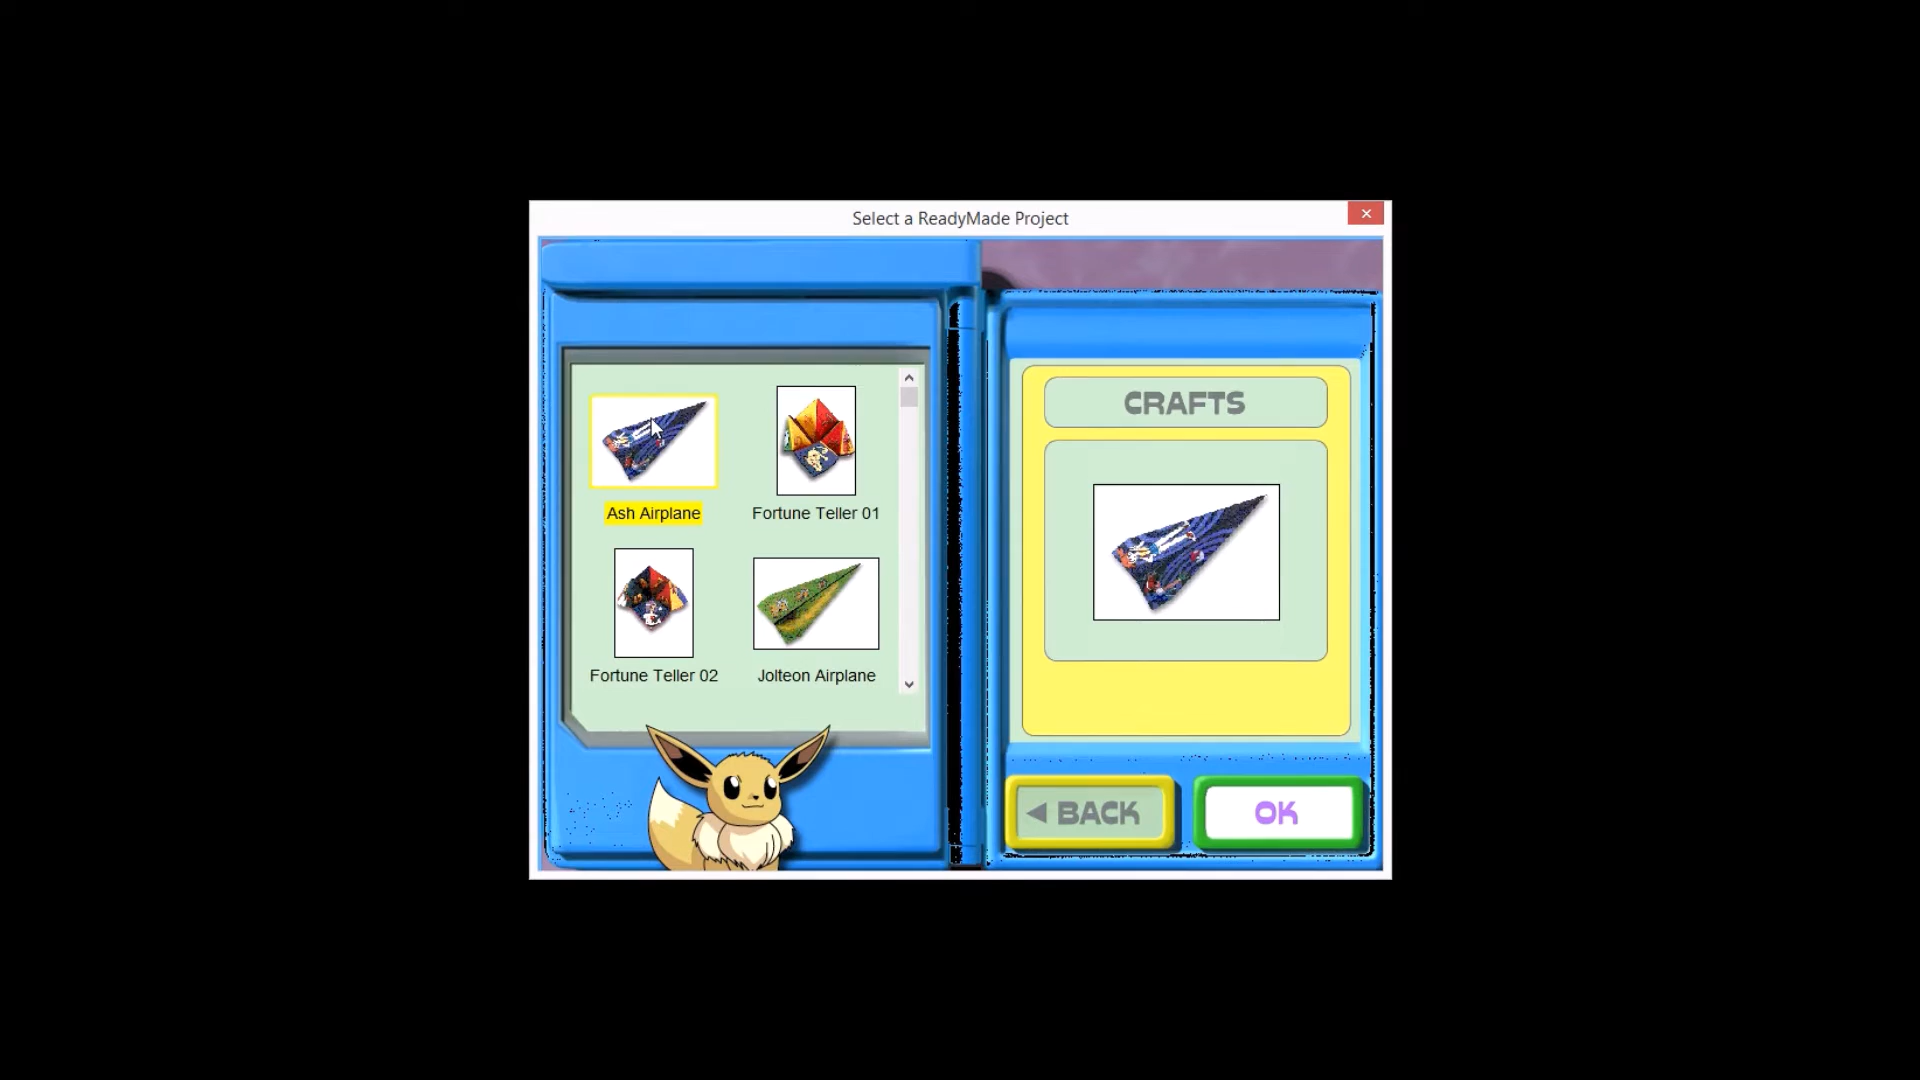 Select a ReadyMade Project
CRAFTS
Ash Airplane
Fortune Teller 01
Fortune Teller 02
Jolteon Airplane
BACK
OK